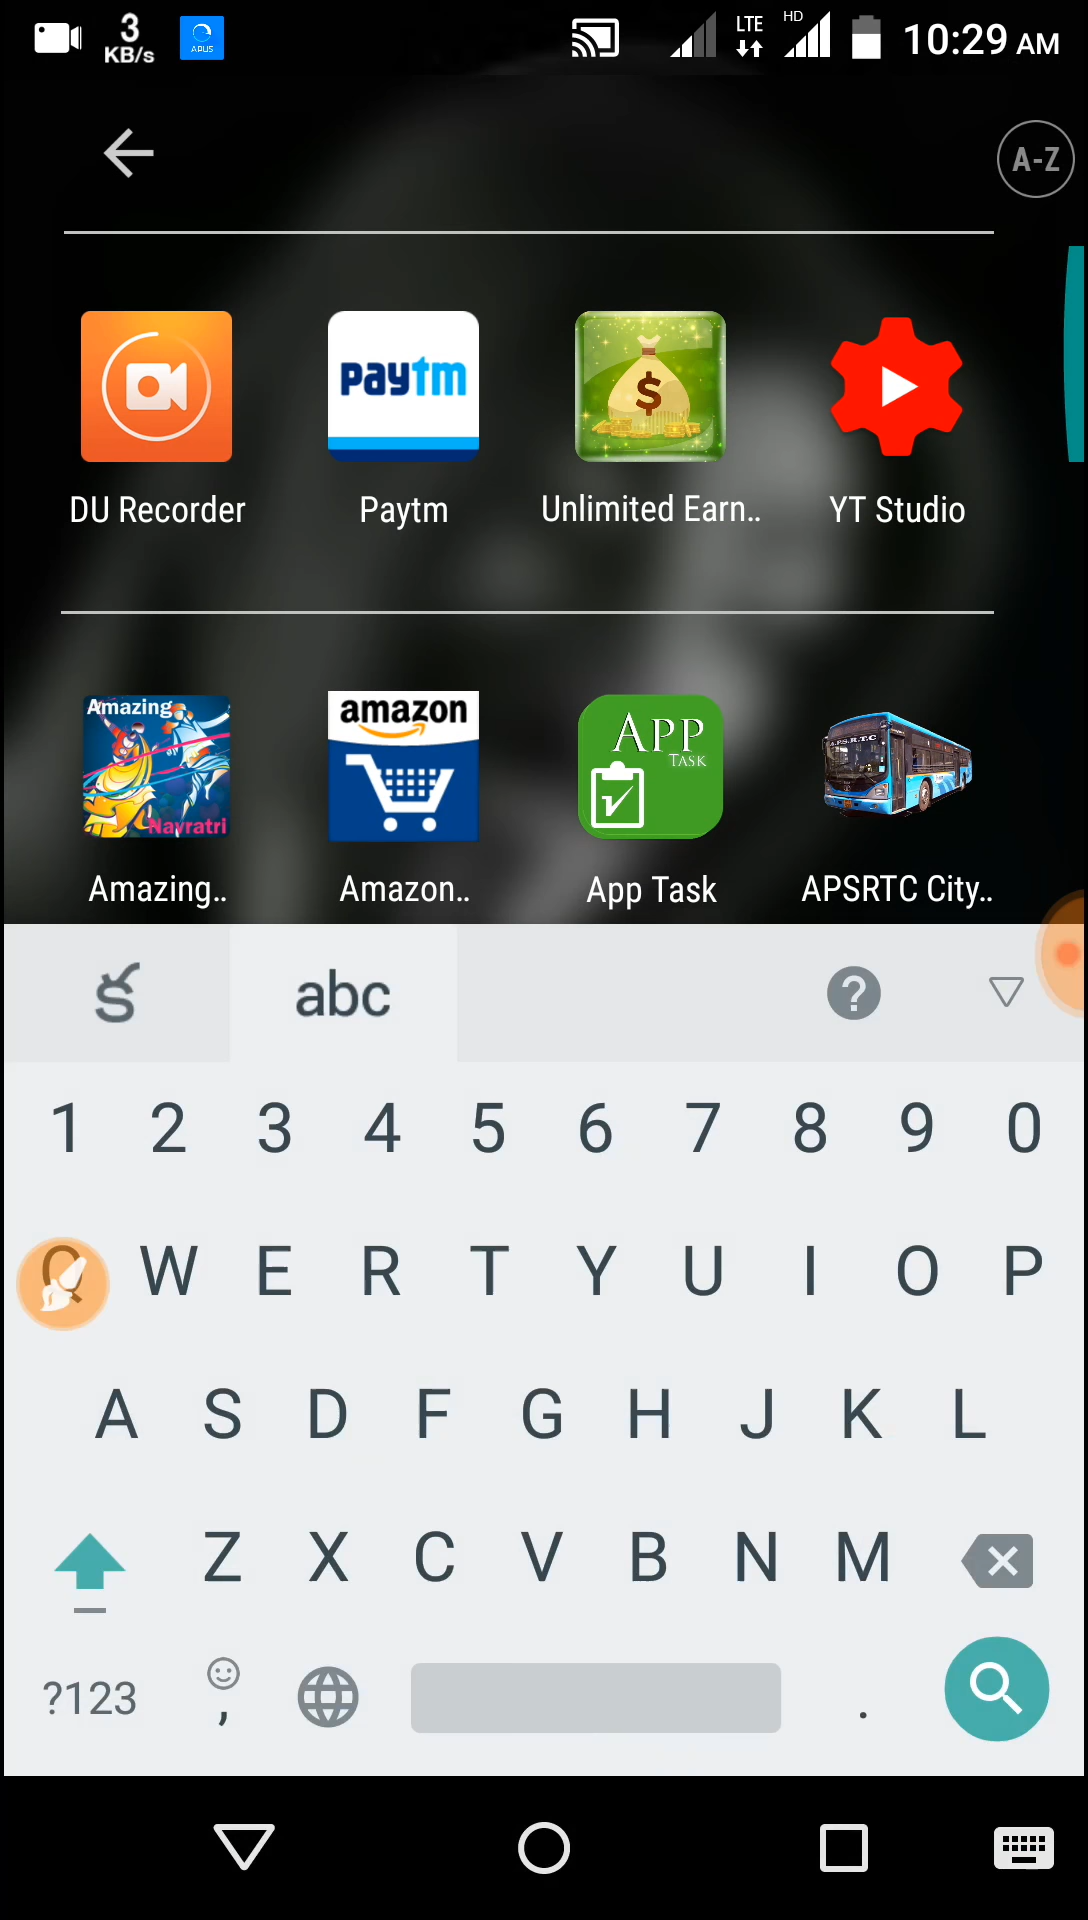 3
KB/s
APUS
LTE
HD
10:29 AM
A-Z
paytm
$
DU Recorder
Paytm
Unlimited Earn..
YT Studio
Amazing
Navratri
amazon
APP
TASK
A.P.S.R.T.C
Amazing..
Amazon..
App Task
APSRTC City..
క
abc
?
1 2 3 4 5 6 7 8 9 0
Q W E R T Y U I O P
A S D F G H J K L
Z X C V B N M
?123 , .